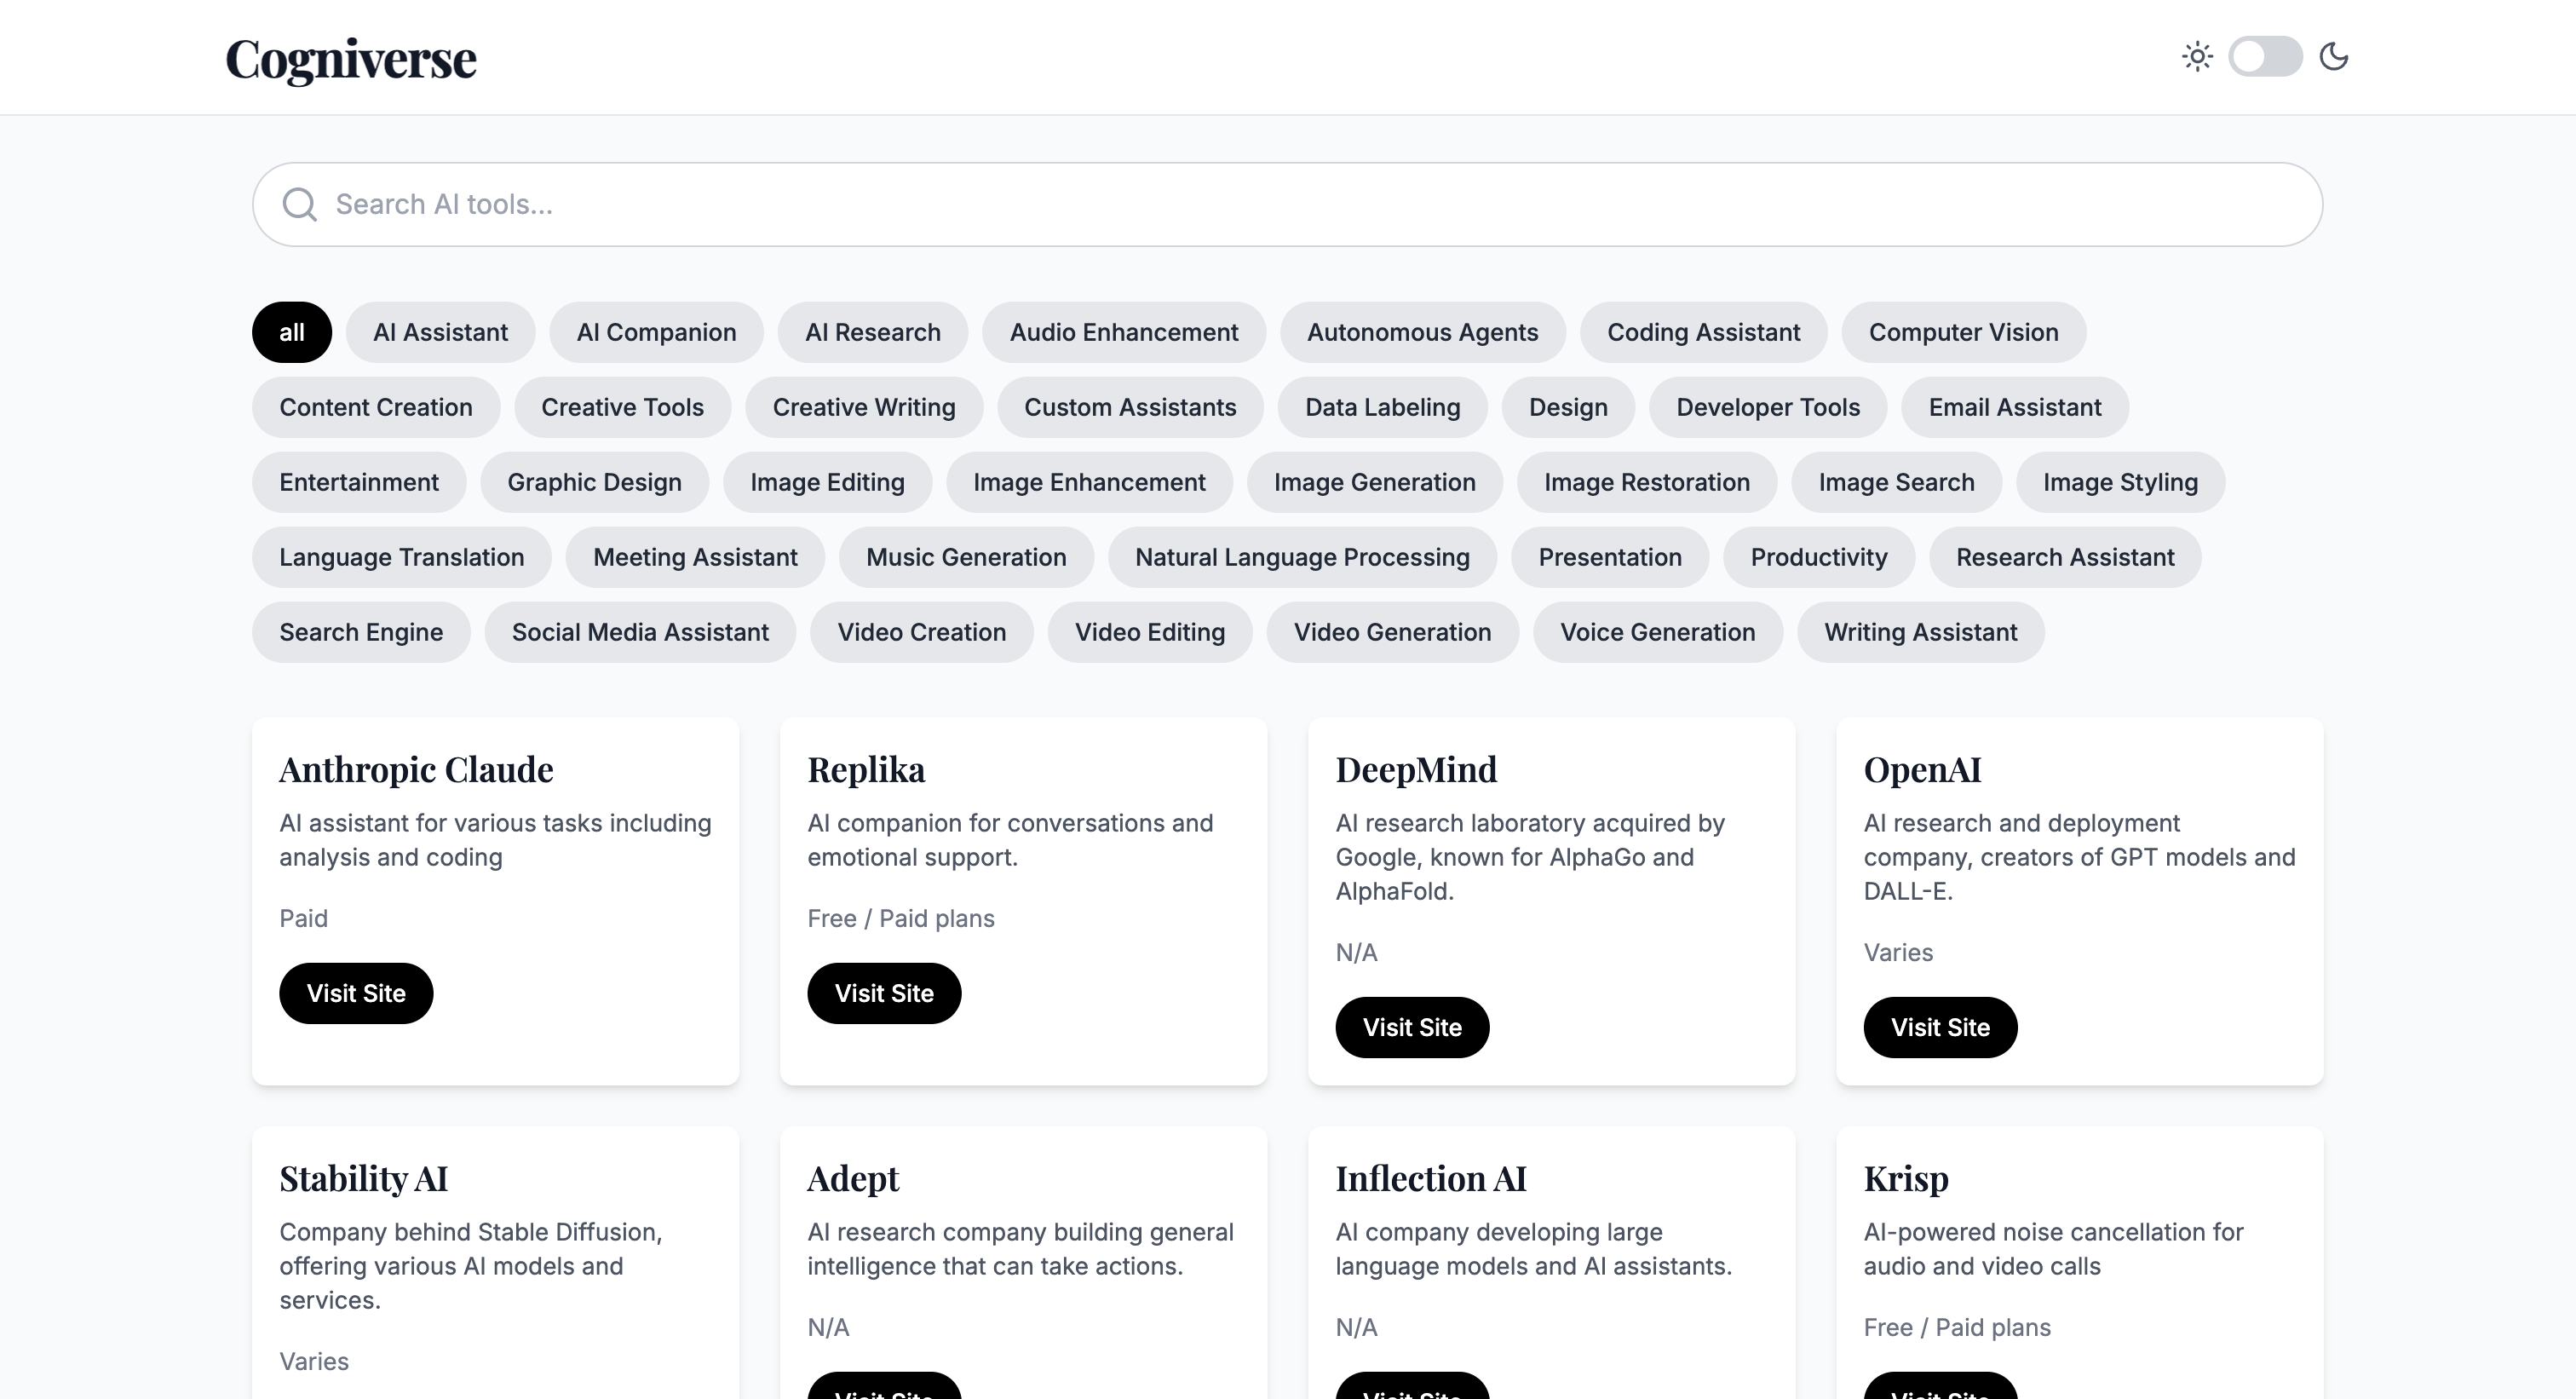 Cogniverse
Search AI tools...
all AI Assistant AI Companion AI Research Audio Enhancement Autonomous Agents Coding Assistant Computer Vision
Content Creation Creative Tools Creative Writing Custom Assistants Data Labeling Design Developer Tools Email Assistant
Entertainment Graphic Design Image Editing Image Enhancement Image Generation Image Restoration Image Search Image Styling
Language Translation Meeting Assistant Music Generation Natural Language Processing Presentation Productivity Research Assistant
Search Engine Social Media Assistant Video Creation Video Editing Video Generation Voice Generation Writing Assistant
Anthropic Claude
AI assistant for various tasks including
analysis and coding
Paid
Visit Site
Replika
AI companion for conversations and
emotional support.
Free / Paid plans
Visit Site
DeepMind
AI research laboratory acquired by
Google, known for AlphaGo and
AlphaFold.
N/A
Visit Site
OpenAI
AI research and deployment
company, creators of GPT models and
DALL-E.
Varies
Visit Site
Stability AI
Company behind Stable Diffusion,
offering various AI models and
services.
Varies
Adept
AI research company building general
intelligence that can take actions.
N/A
Visit Site
Inflection AI
AI company developing large
language models and AI assistants.
N/A
Visit Site
Krisp
AI-powered noise cancellation for
audio and video calls
Free / Paid plans
Visit Site